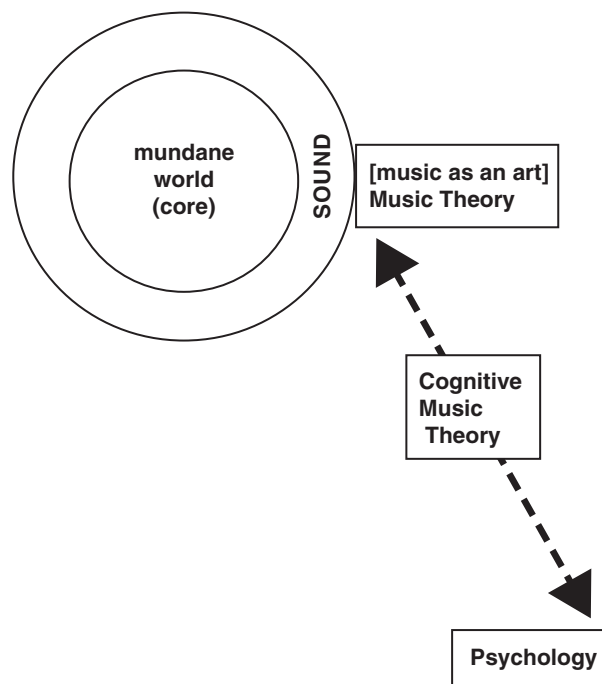 mundane
world
(core)
SOUND
[music as an art]
Music Theory
Cognitive
Music
Theory
Psychology